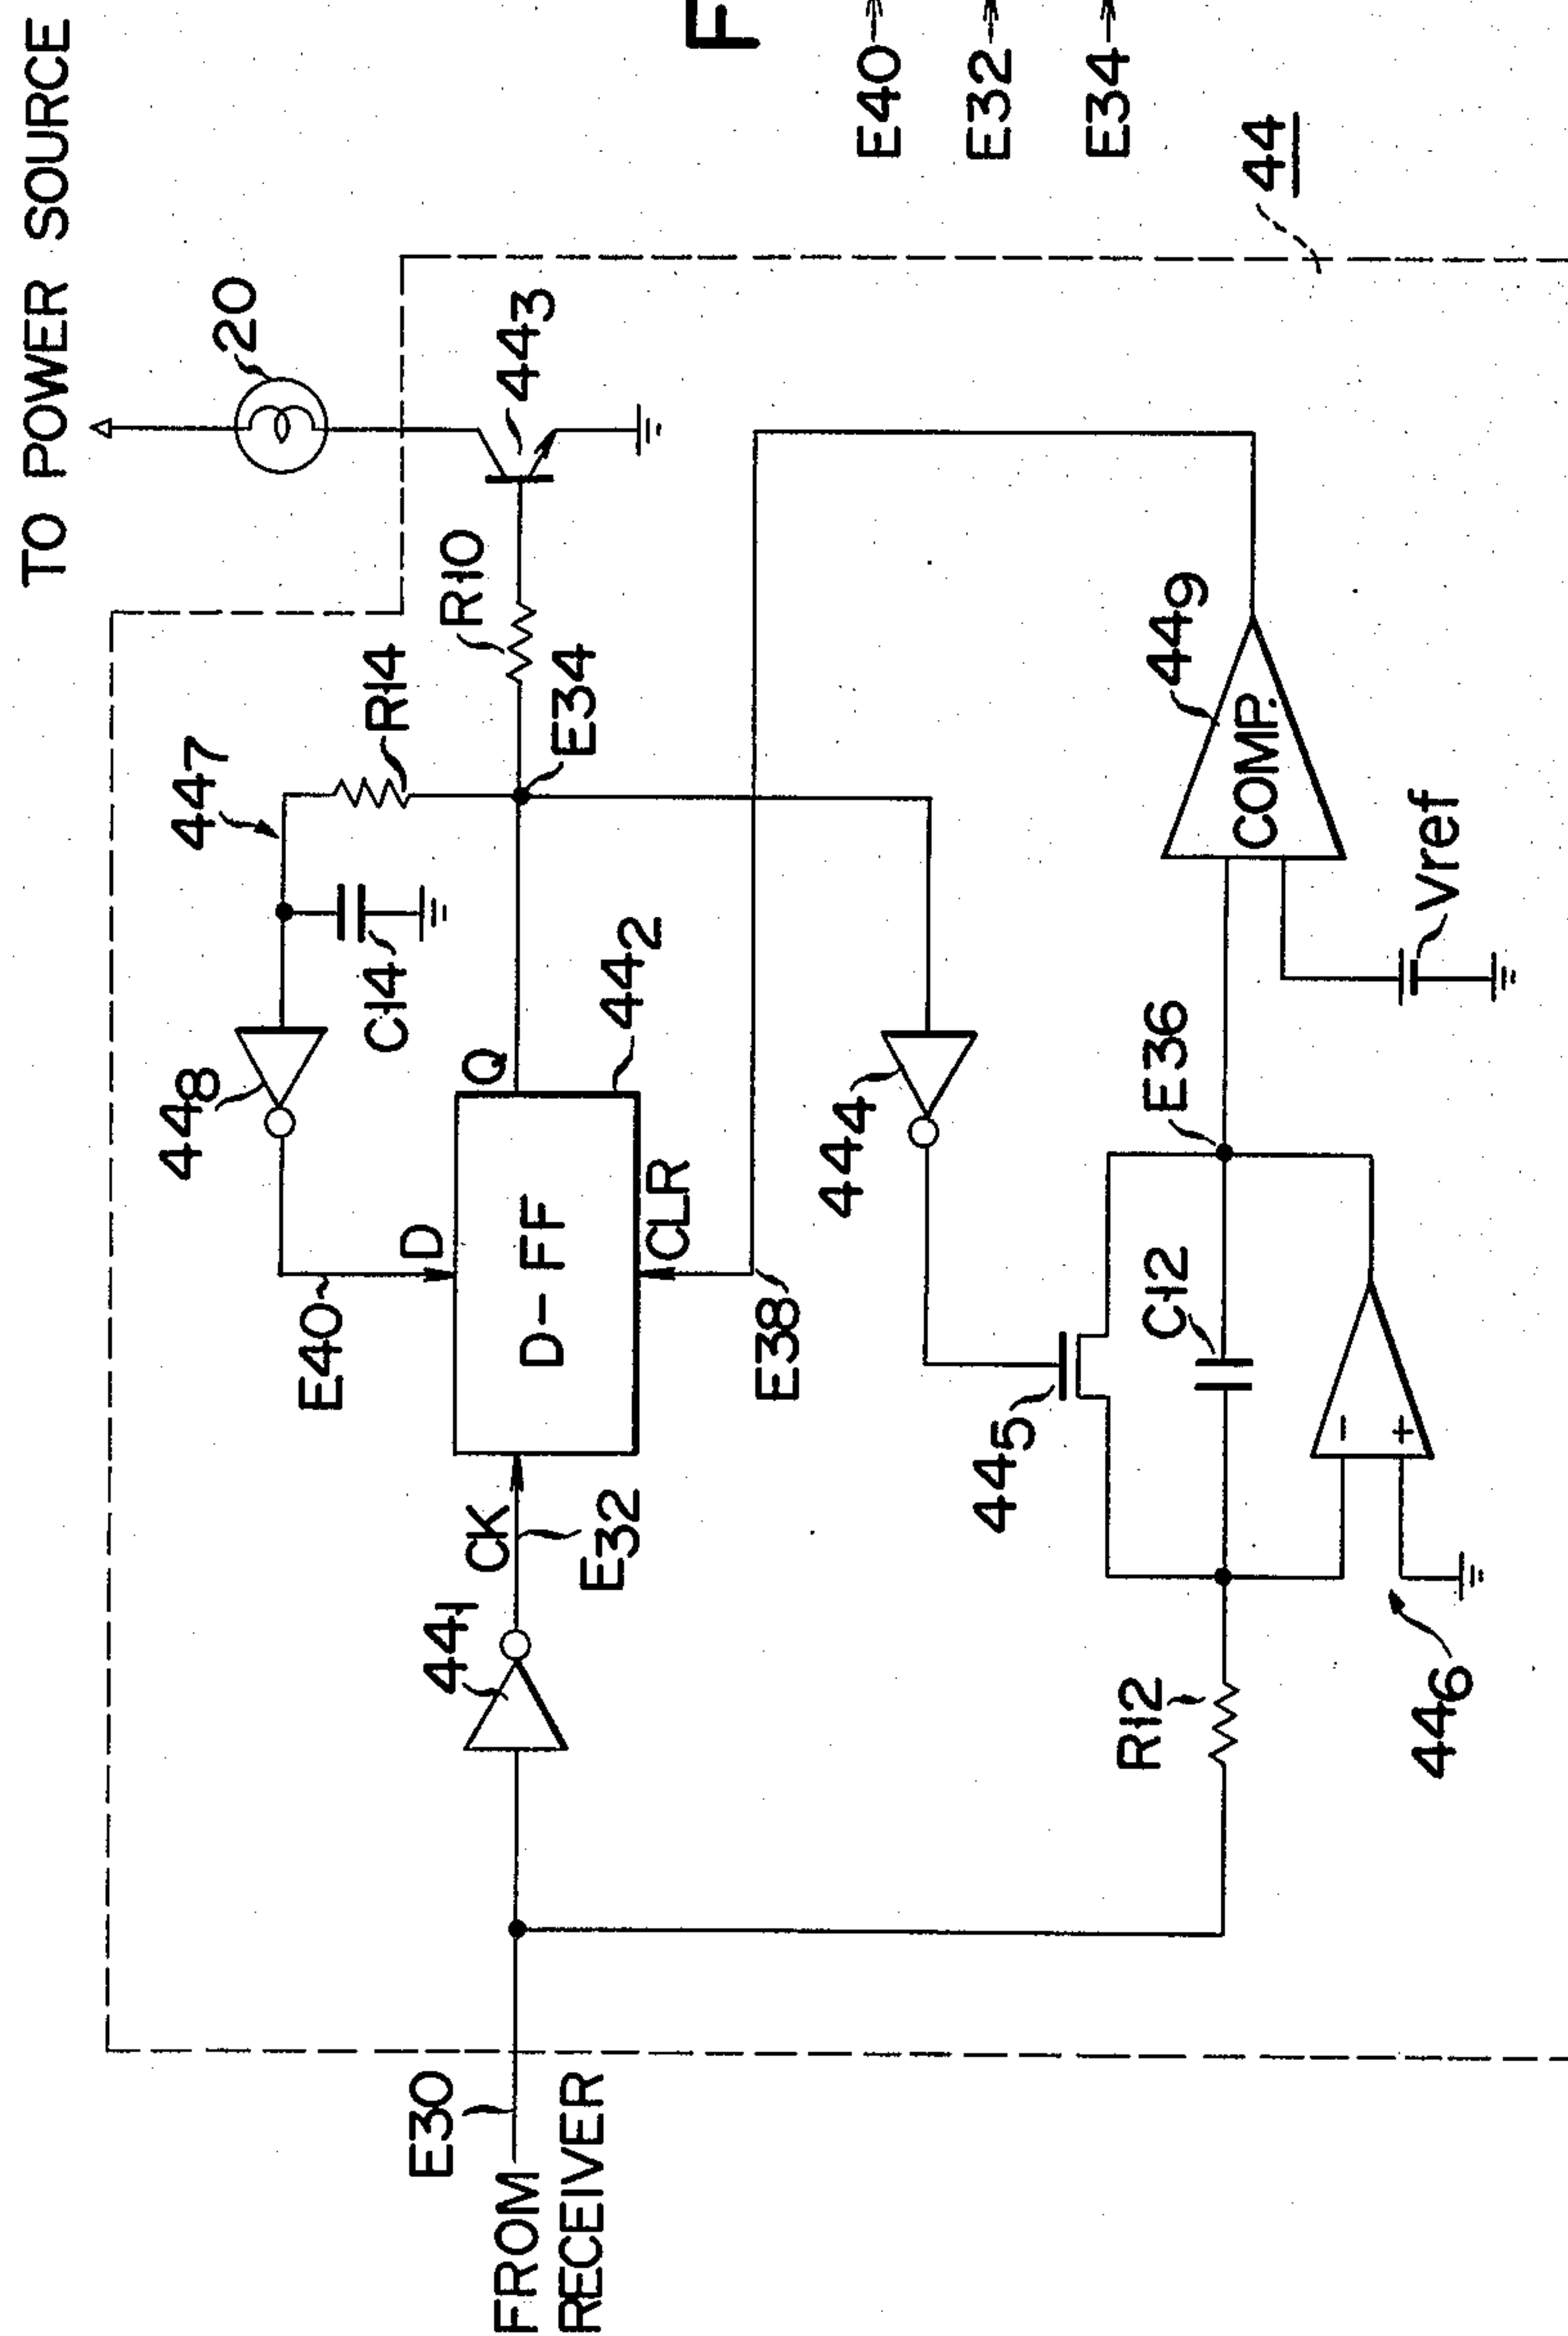 TO POWER SOURCE
20
44₇
R14
44₈
C14
R10
44₃
E40
D
Q
E34
FROM
RECEIVER
E30
44₁
CK
E32
D-FF
44₂
CLR
E38
44₄
44₅
R12
C12
E36
COMP.
44₉
Vref
-
+
44₆
44
F
E40
E32
E34